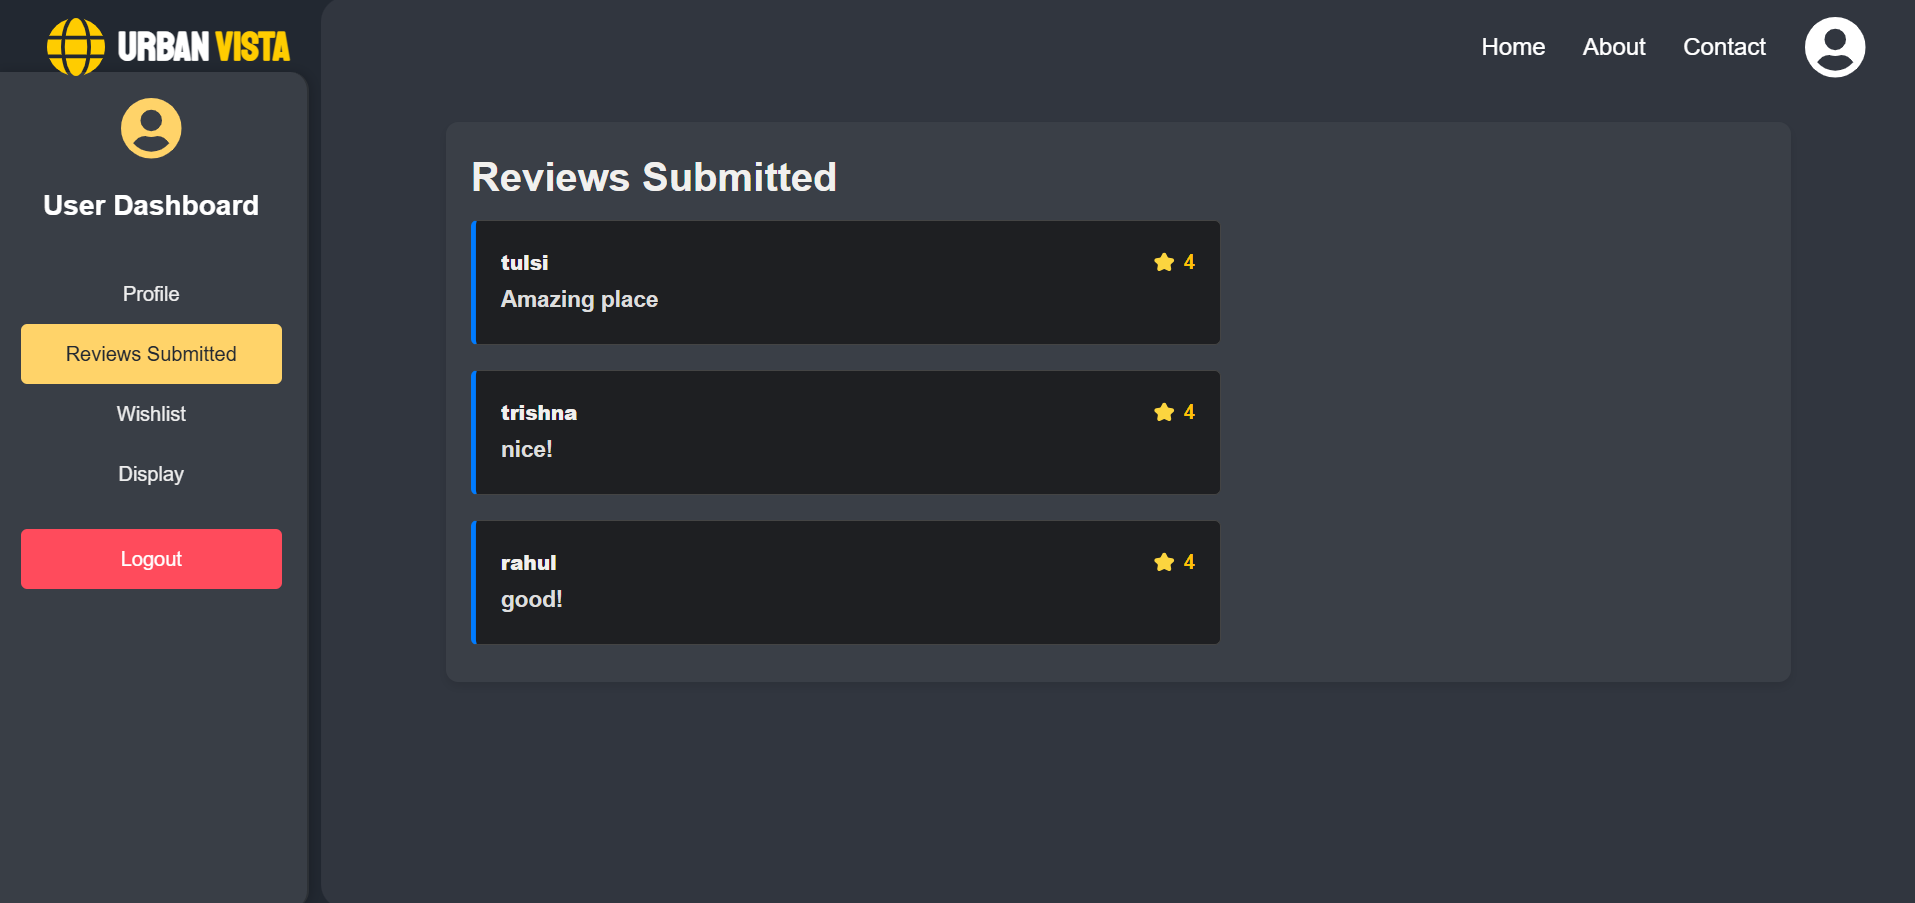 URBAN VISTA
Home About Contact
User Dashboard
Profile
Reviews Submitted
Wishlist
Display
Logout
Reviews Submitted
tulsi 4
Amazing place
trishna 4
nice!
rahul 4
good!